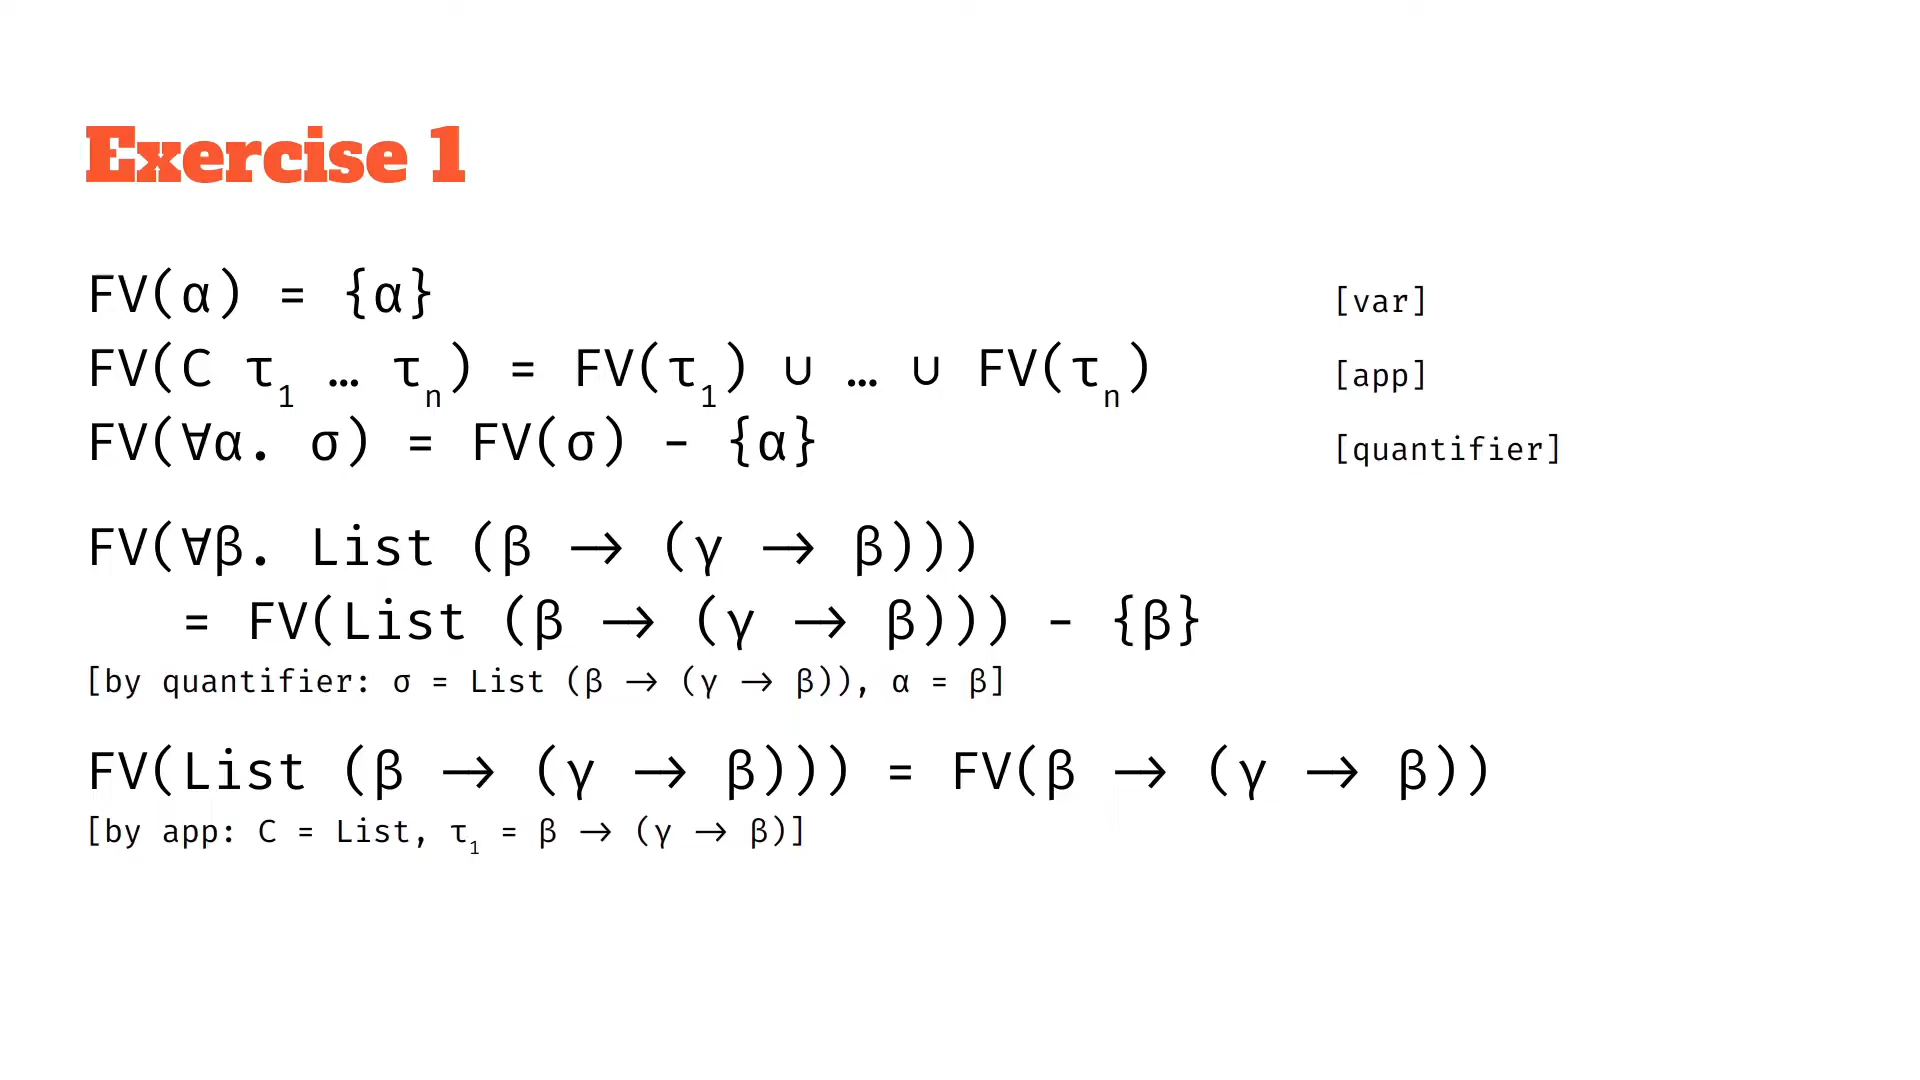 Exercise 1
FV(α) = {α} [var]
FV(C τ₁ … τₙ) = FV(τ₁) ∪ … ∪ FV(τₙ) [app]
FV(∀α. σ) = FV(σ) - {α} [quantifier]
FV(∀β. List (β → (γ → β)))
= FV(List (β → (γ → β))) - {β}
[by quantifier: σ = List (β → (γ → β)), α = β]
FV(List (β → (γ → β))) = FV(β → (γ → β))
[by app: C = List, τ₁ = β → (γ → β)]